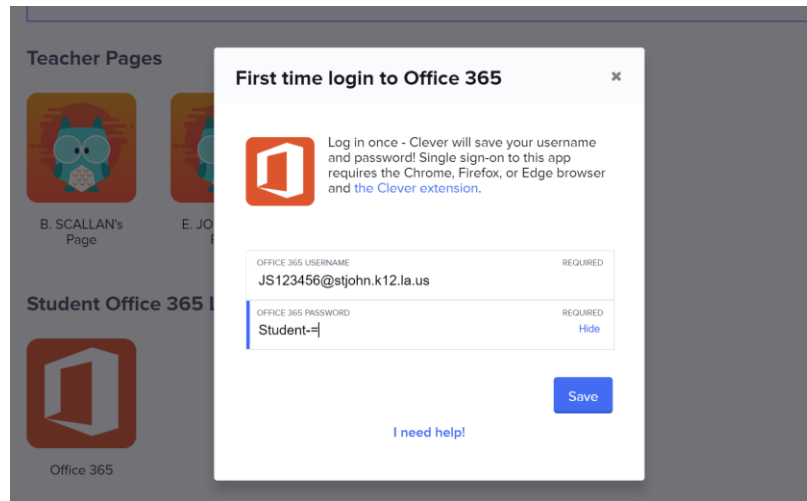 Teacher Pages
First time login to Office 365
×
Log in once - Clever will save your username
and password! Single sign-on to this app
requires the Chrome, Firefox, or Edge browser
and the Clever extension.
B. SCALLAN's
Page
E. JO
OFFICE 365 USERNAME
REQUIRED
JS123456@stjohn.k12.la.us
Student Office 365 L
OFFICE 365 PASSWORD
REQUIRED
Student-=
Hide
Save
I need help!
Office 365